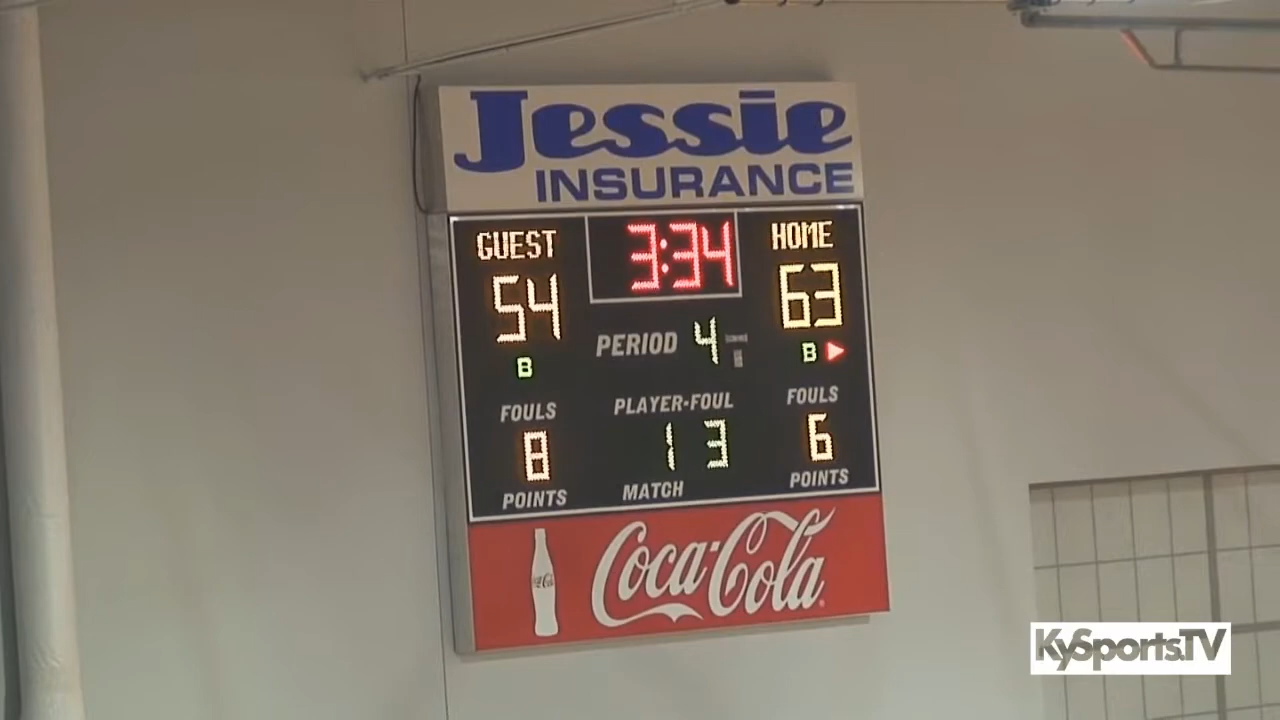 Jessie
INSURANCE
GUEST 3:34 HOME
54 63
PERIOD 4
B B
FOULS PLAYER-FOUL FOULS
8 1 3 6
POINTS MATCH POINTS
Coca-Cola
KySports.TV